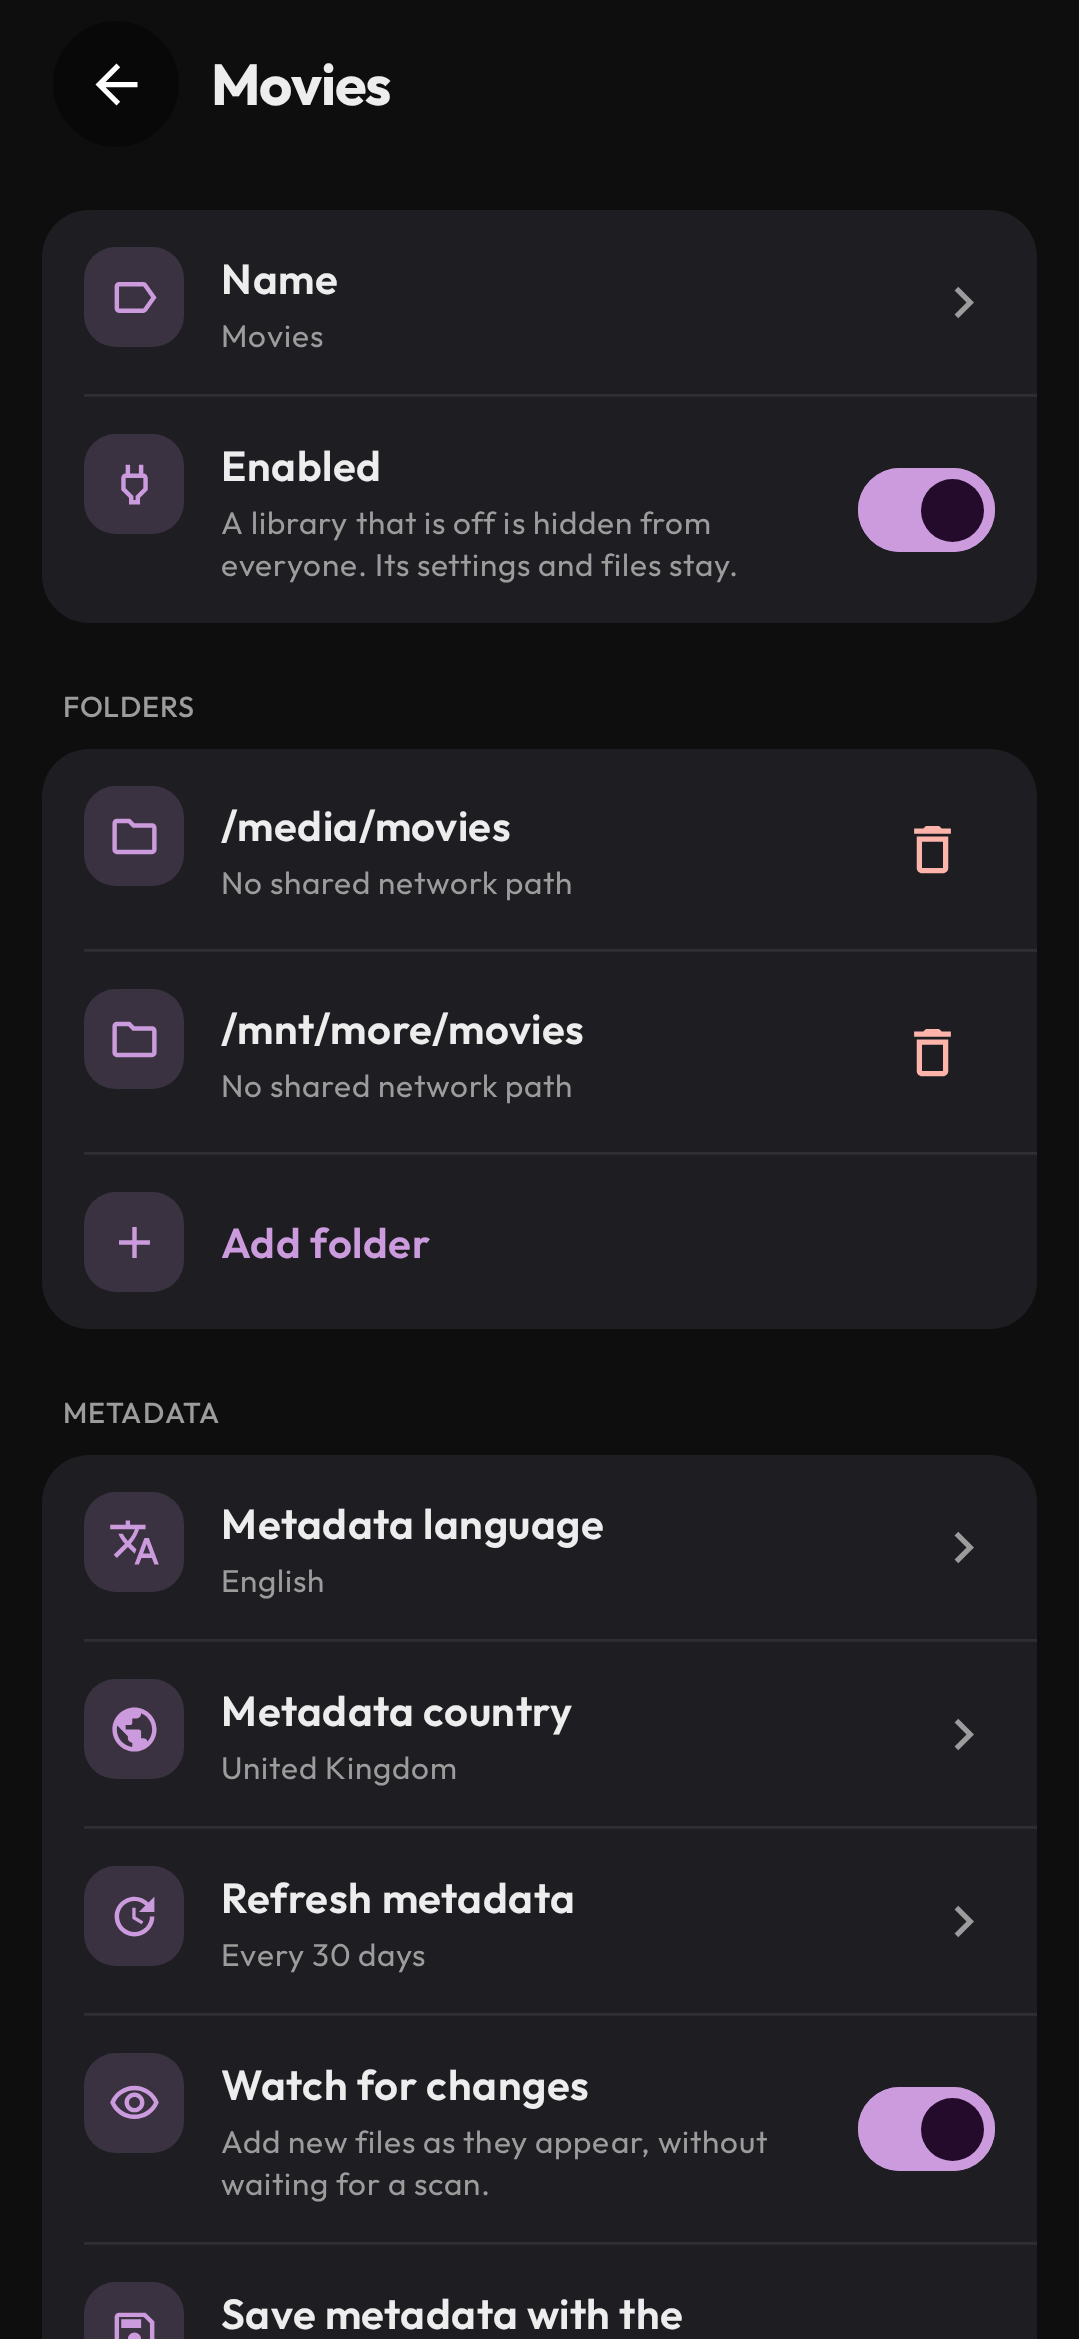 Movies
Name
Movies
Enabled
A library that is off is hidden from
everyone. Its settings and files stay.
FOLDERS
/media/movies
No shared network path
/mnt/more/movies
No shared network path
Add folder
METADATA
Metadata language
English
Metadata country
United Kingdom
Refresh metadata
Every 30 days
Watch for changes
Add new files as they appear, without
waiting for a scan.
Save metadata with the